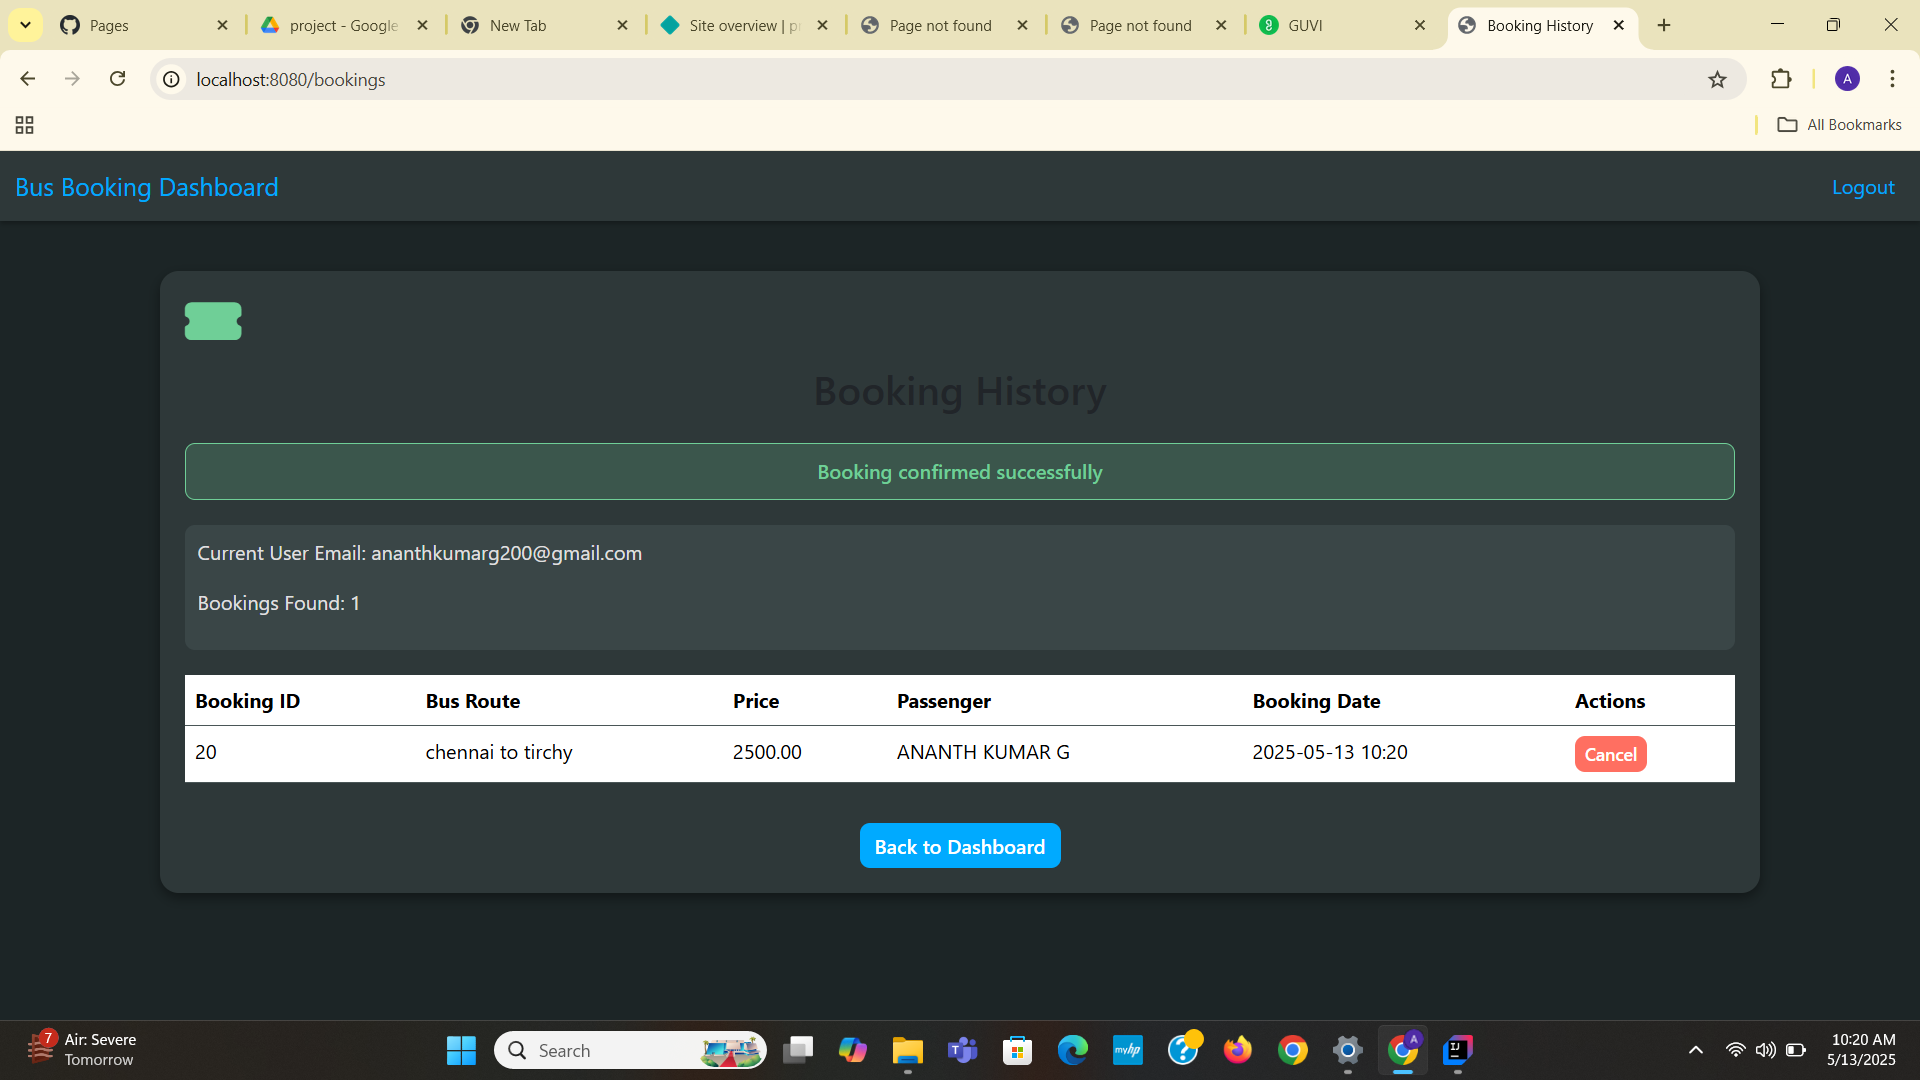 Pages
project - Google
New Tab
Site overview | p
Page not found
Page not found
GUVI
Booking History
localhost:8080/bookings
A
All Bookmarks
Bus Booking Dashboard
Logout
Booking History
Booking confirmed successfully
Current User Email: ananthkumarg200@gmail.com
Bookings Found: 1
Booking ID Bus Route Price Passenger Booking Date Actions
20 chennai to tirchy 2500.00 ANANTH KUMAR G 2025-05-13 10:20 Cancel
Back to Dashboard
7
Air: Severe
Tomorrow
Search
myhp
A
10:20 AM
5/13/2025